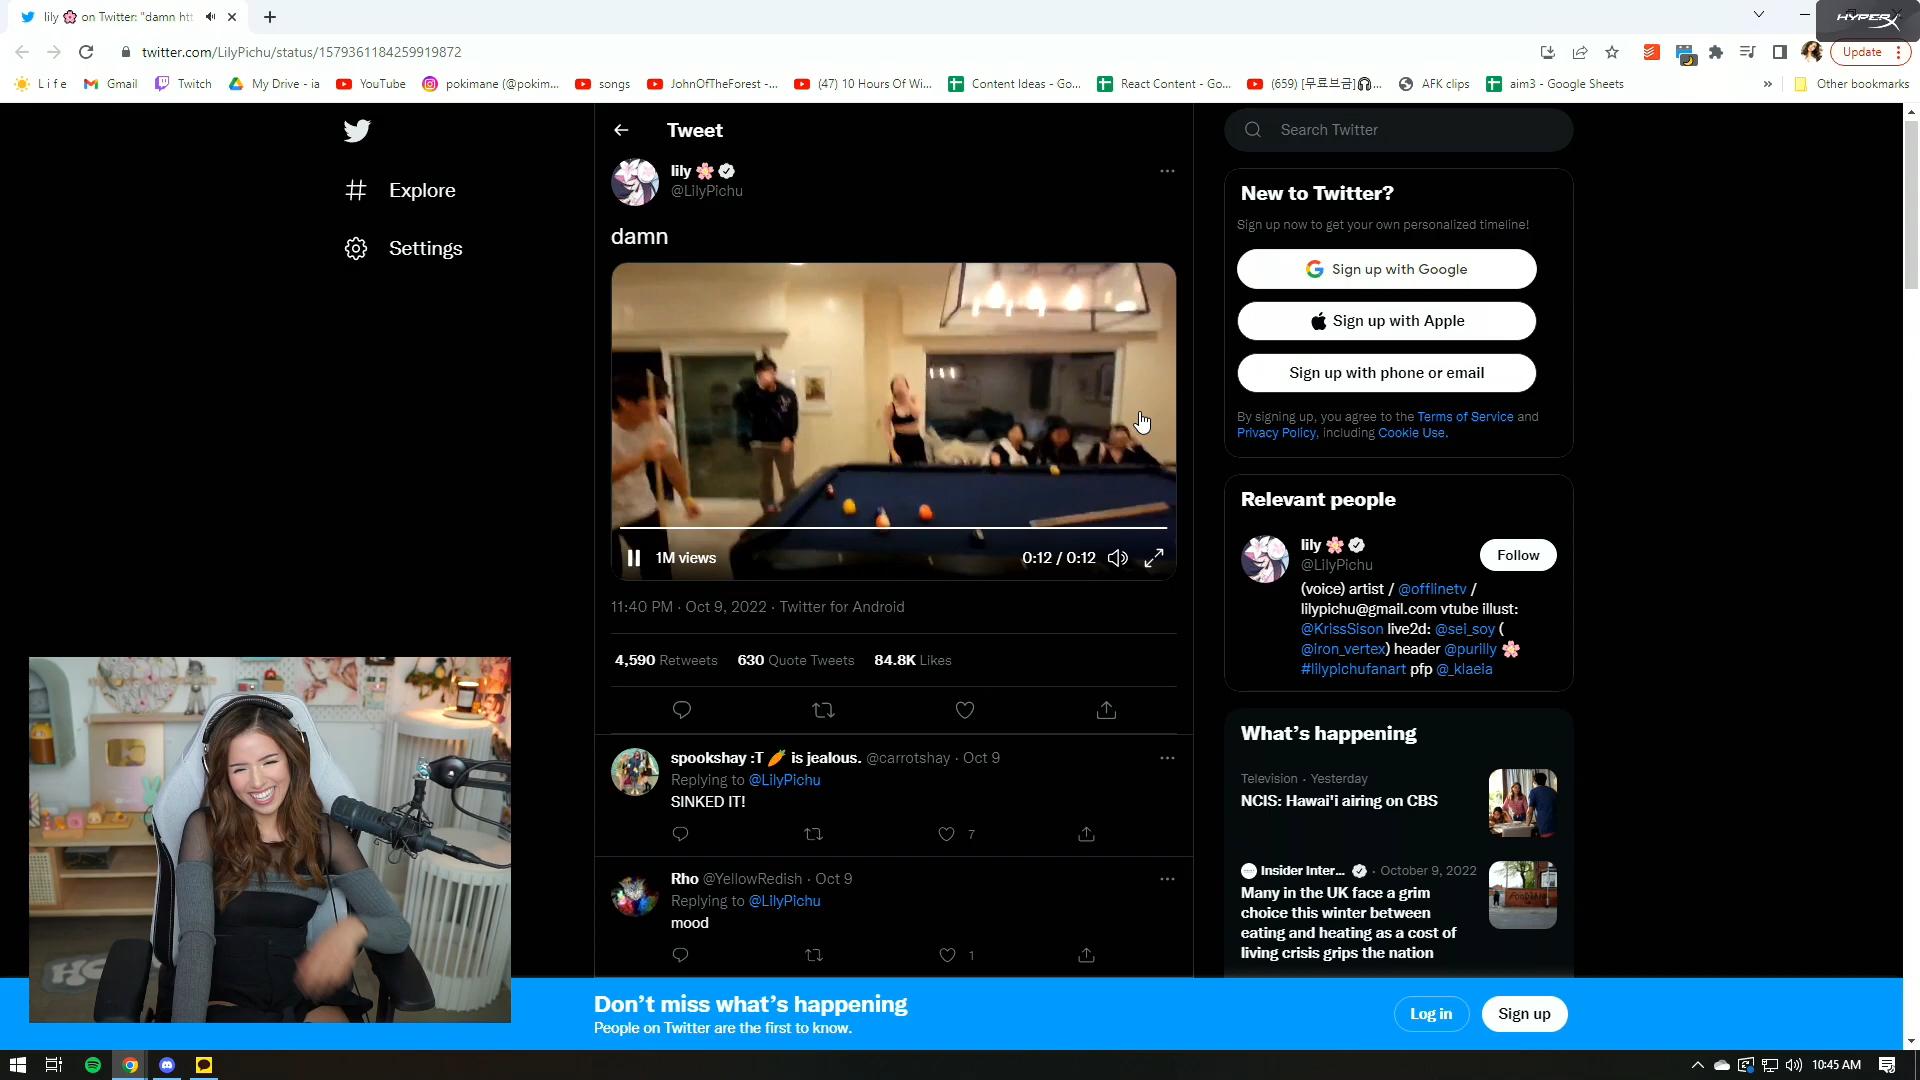 lily 🌸 on Twitter: "damn htt
HYPERX
twitter.com/LilyPichu/status/1579361184259919872
Update
L i f e
Gmail
Twitch
My Drive - ia
YouTube
pokimane (@pokim...
songs
JohnOfTheForest -...
(47) 10 Hours Of Wi...
Content Ideas - Go...
React Content - Go...
(659) [무료브금]🎧...
AFK clips
aim3 - Google Sheets
»
Other bookmarks
Explore
Settings
Tweet
lily 🌸
@LilyPichu
damn
1M views
0:12 / 0:12
11:40 PM · Oct 9, 2022 · Twitter for Android
4,590 Retweets 630 Quote Tweets 84.8K Likes
spookshay :T 🥕 is jealous. @carrotshay · Oct 9
Replying to @LilyPichu
SINKED IT!
7
Rho @YellowRedish · Oct 9
Replying to @LilyPichu
mood
1
Search Twitter
New to Twitter?
Sign up now to get your own personalized timeline!
Sign up with Google
Sign up with Apple
Sign up with phone or email
By signing up, you agree to the Terms of Service and
Privacy Policy, including Cookie Use.
Relevant people
lily 🌸
@LilyPichu
Follow
(voice) artist / @offlinetv /
lilypichu@gmail.com vtube illust:
@KrissSison live2d: @sei_soy (
@iron_vertex) header @purilly 🌸
#lilypichufanart pfp @_klaeia
What's happening
Television · Yesterday
NCIS: Hawai'i airing on CBS
Insider Inter... · October 9, 2022
Many in the UK face a grim
choice this winter between
eating and heating as a cost of
living crisis grips the nation
Don't miss what's happening
People on Twitter are the first to know.
Log in
Sign up
10:45 AM